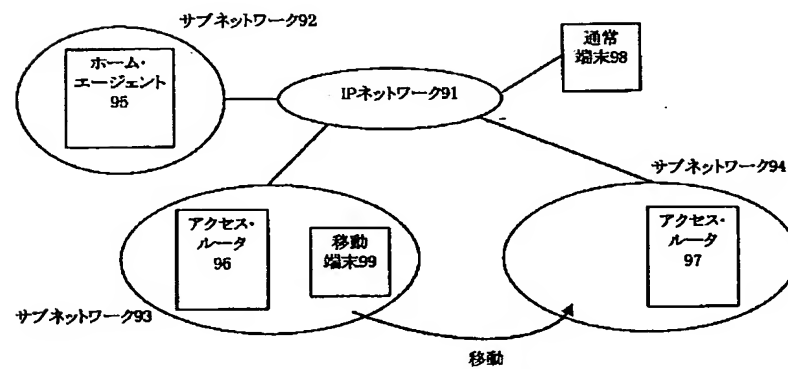 サブネットワーク92
ホーム・
エージェント
95
IPネットワーク91
通常
端末98
サブネットワーク94
アクセス・
ルータ
96
移動
端末99
アクセス・
ルータ
97
サブネットワーク93
移動